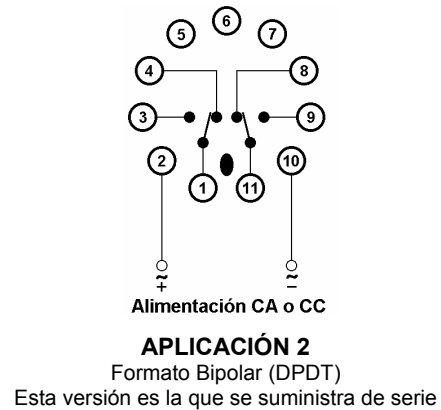 6
5 7
4 8
3 9
2 10
1 11
~ ~
+ −
Alimentación CA o CC
APLICACIÓN 2
Formato Bipolar (DPDT)
Esta versión es la que se suministra de serie